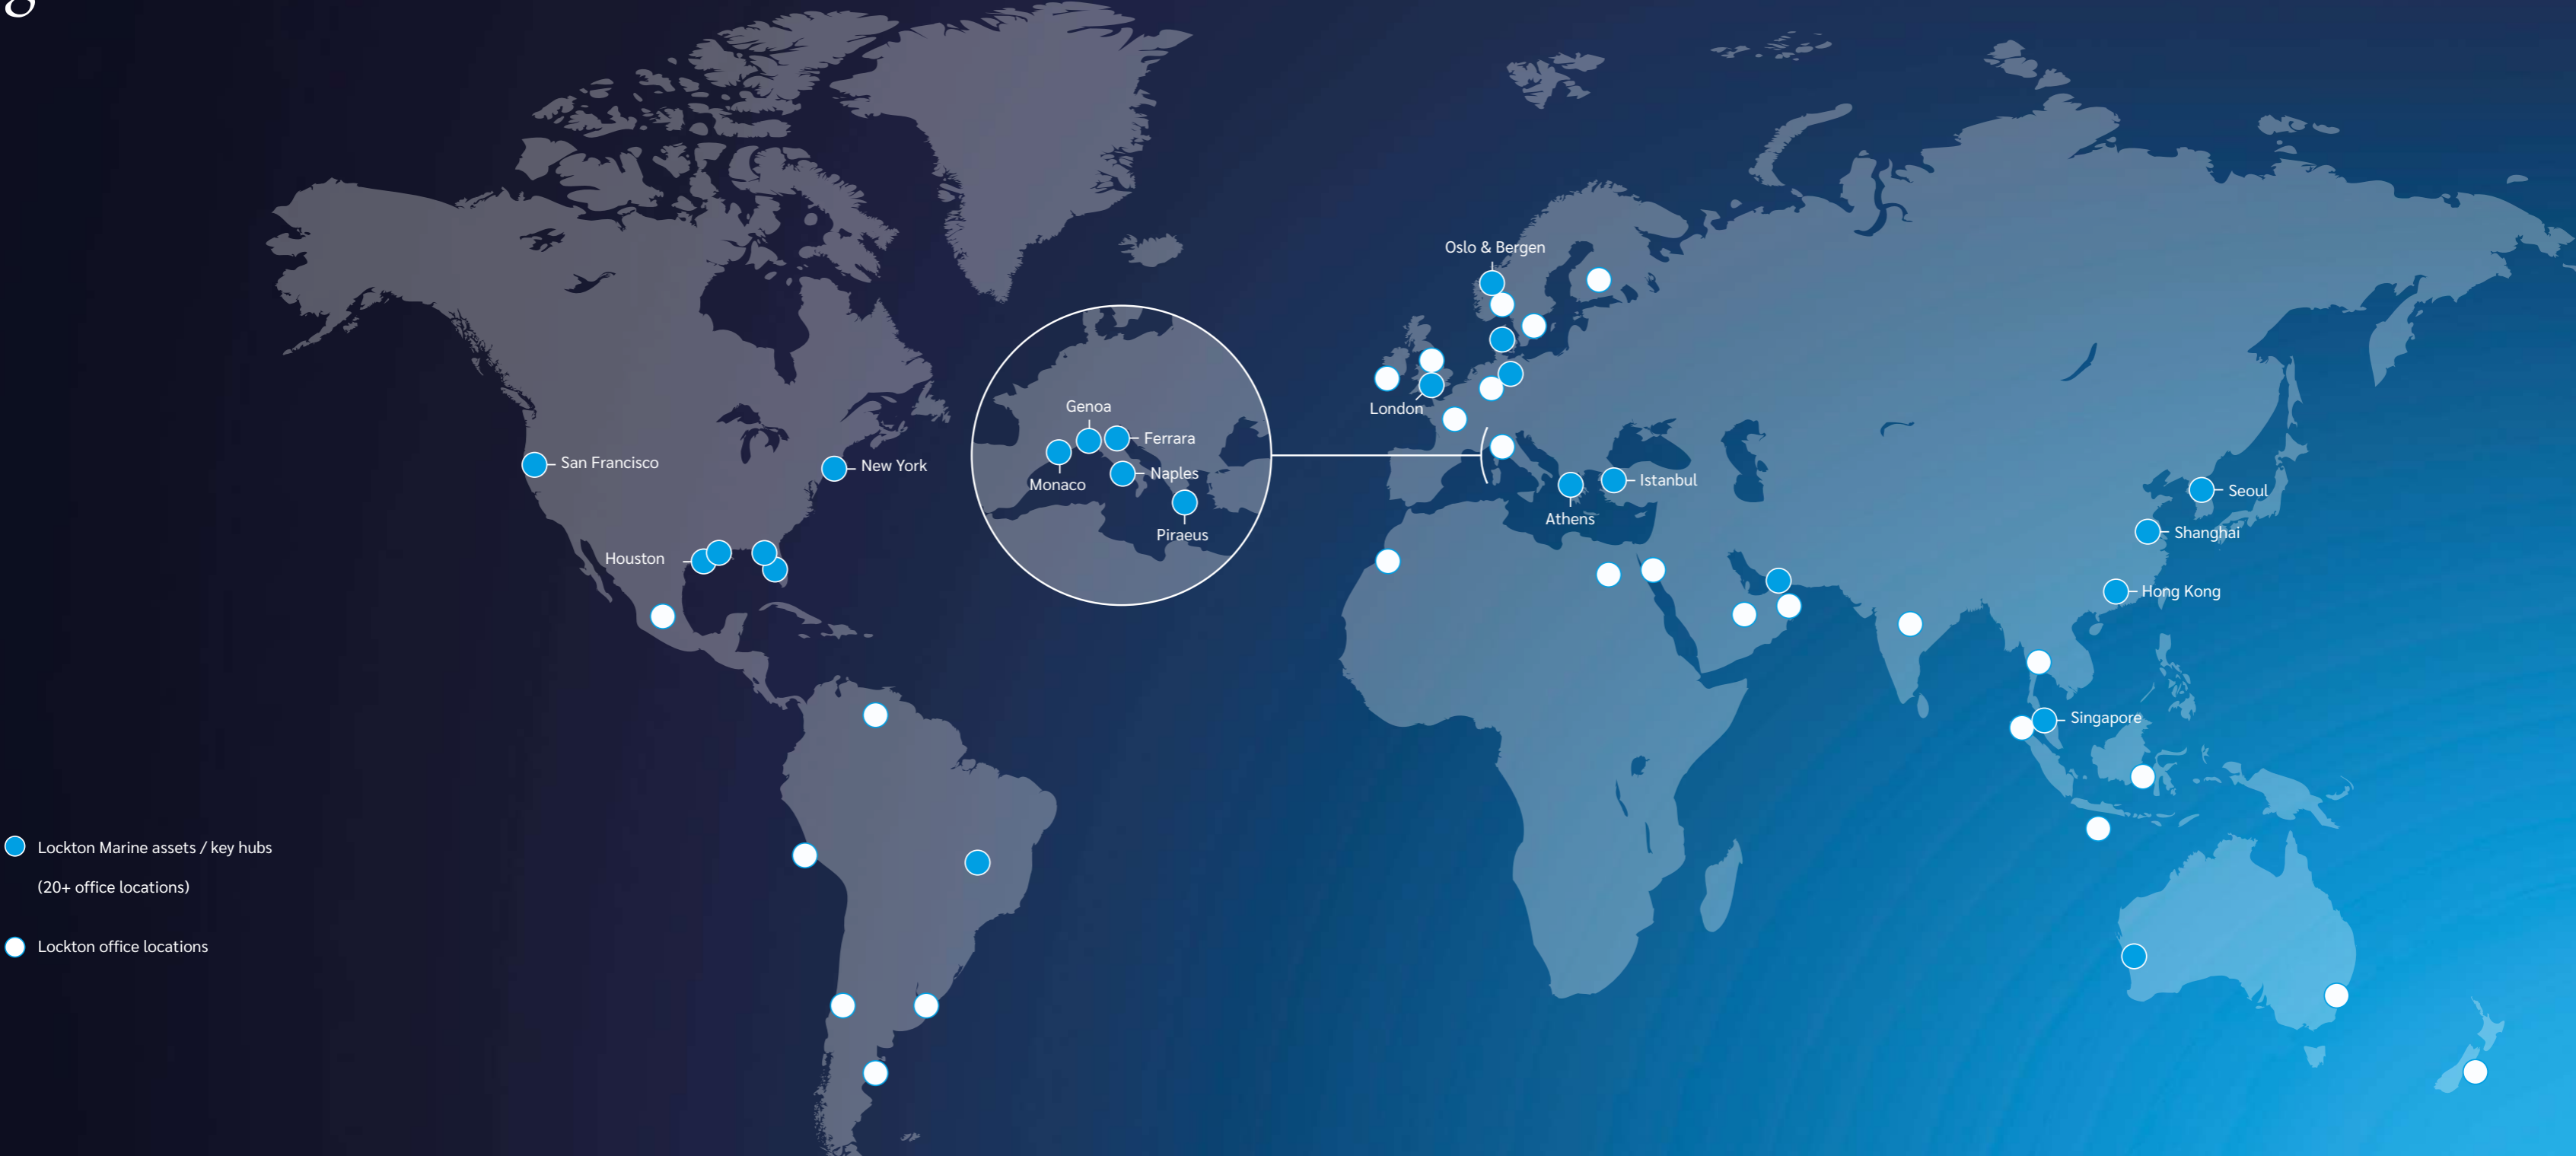 Oslo & Bergen
London
Genoa
Ferrara
Monaco
Naples
Piraeus
San Francisco
New York
Houston
Istanbul
Athens
Seoul
Shanghai
Hong Kong
Singapore
Lockton Marine assets / key hubs
(20+ office locations)
Lockton office locations